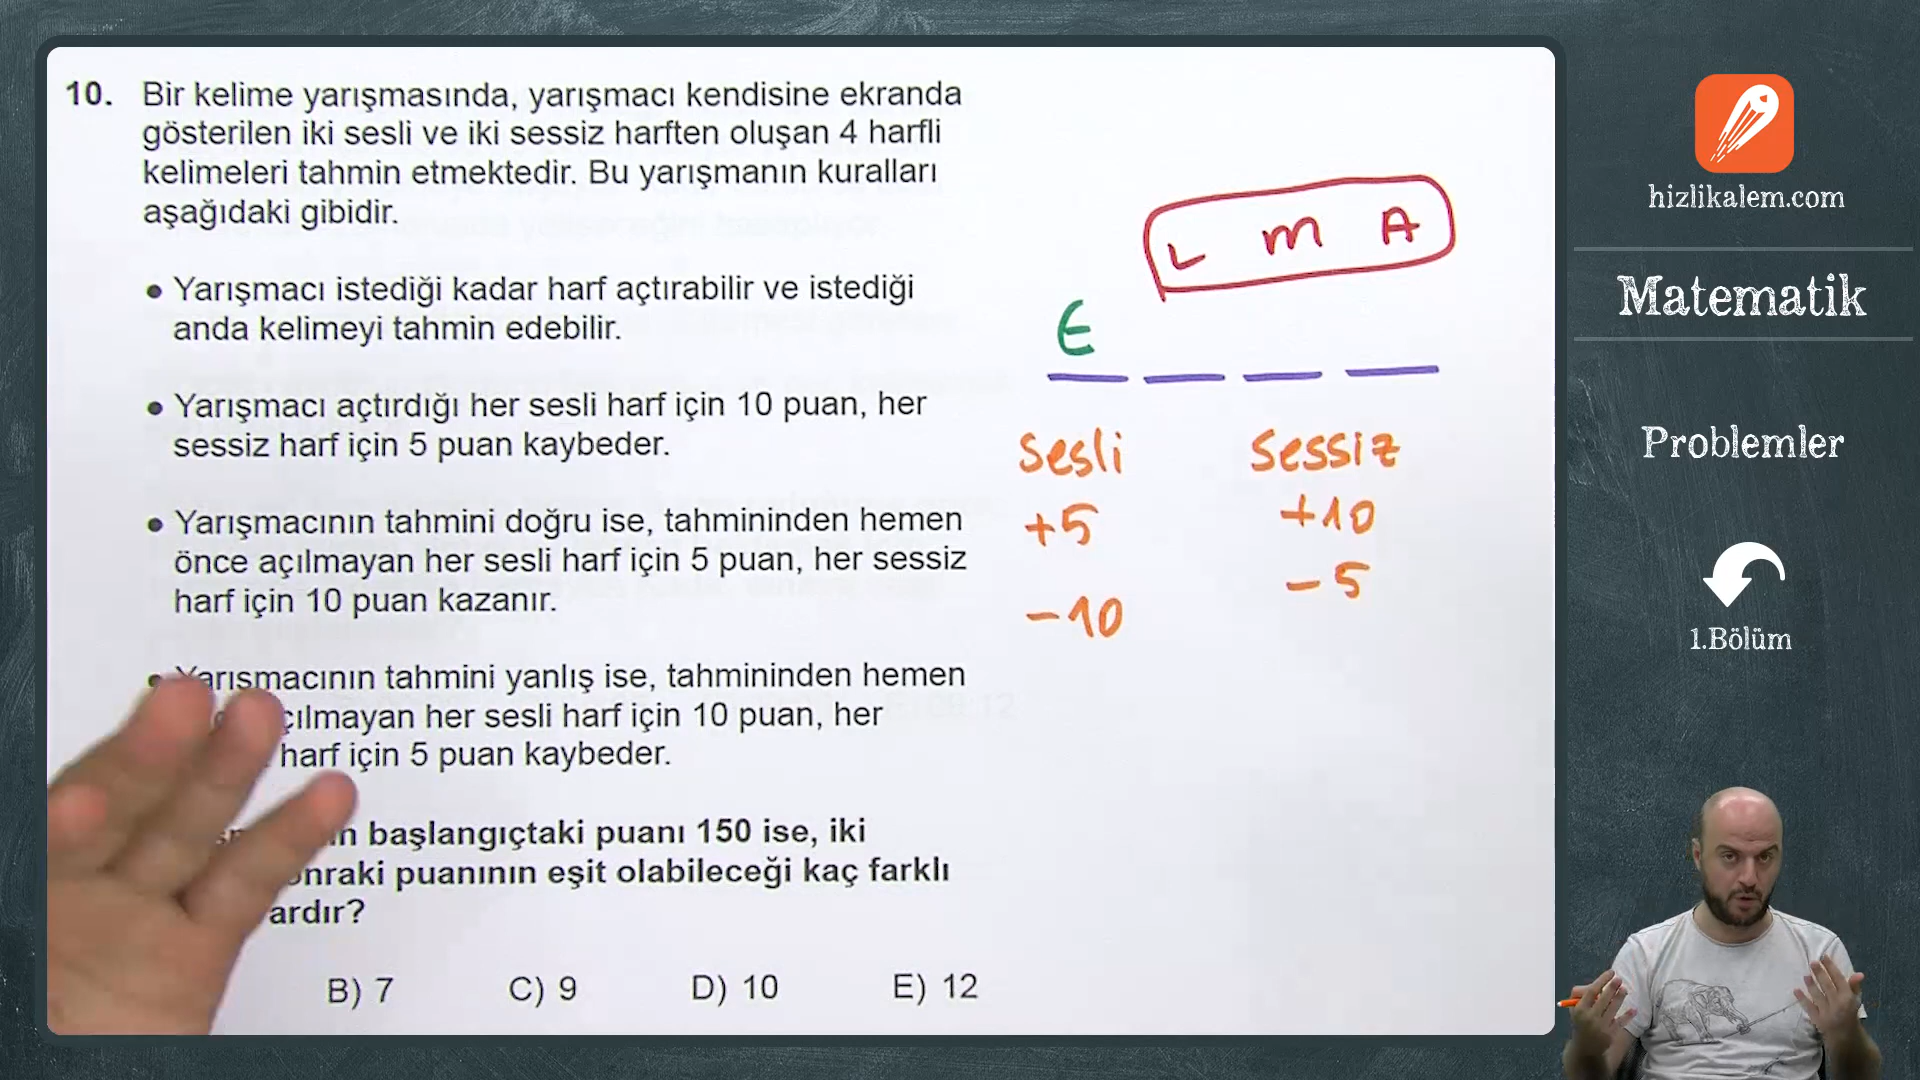 10. Bir kelime yarışmasında, yarışmacı kendisine ekranda
gösterilen iki sesli ve iki sessiz harften oluşan 4 harfli
kelimeleri tahmin etmektedir. Bu yarışmanın kuralları
aşağıdaki gibidir.
● Yarışmacı istediği kadar harf açtırabilir ve istediği
anda kelimeyi tahmin edebilir.
● Yarışmacı açtırdığı her sesli harf için 10 puan, her
sessiz harf için 5 puan kaybeder.
● Yarışmacının tahmini doğru ise, tahmininden hemen
önce açılmayan her sesli harf için 5 puan, her sessiz
harf için 10 puan kazanır.
● Yarışmacının tahmini yanlış ise, tahmininden hemen
açılmayan her sesli harf için 10 puan, her
harf için 5 puan kaybeder.
başlangıçtaki puanı 150 ise, iki
sonraki puanının eşit olabileceği kaç farklı
vardır?
B) 7 C) 9 D) 10 E) 12
L M A
E
Sesli Sessiz
+5 +10
-10 -5
hizlikalem.com
Matematik
Problemler
1.Bölüm